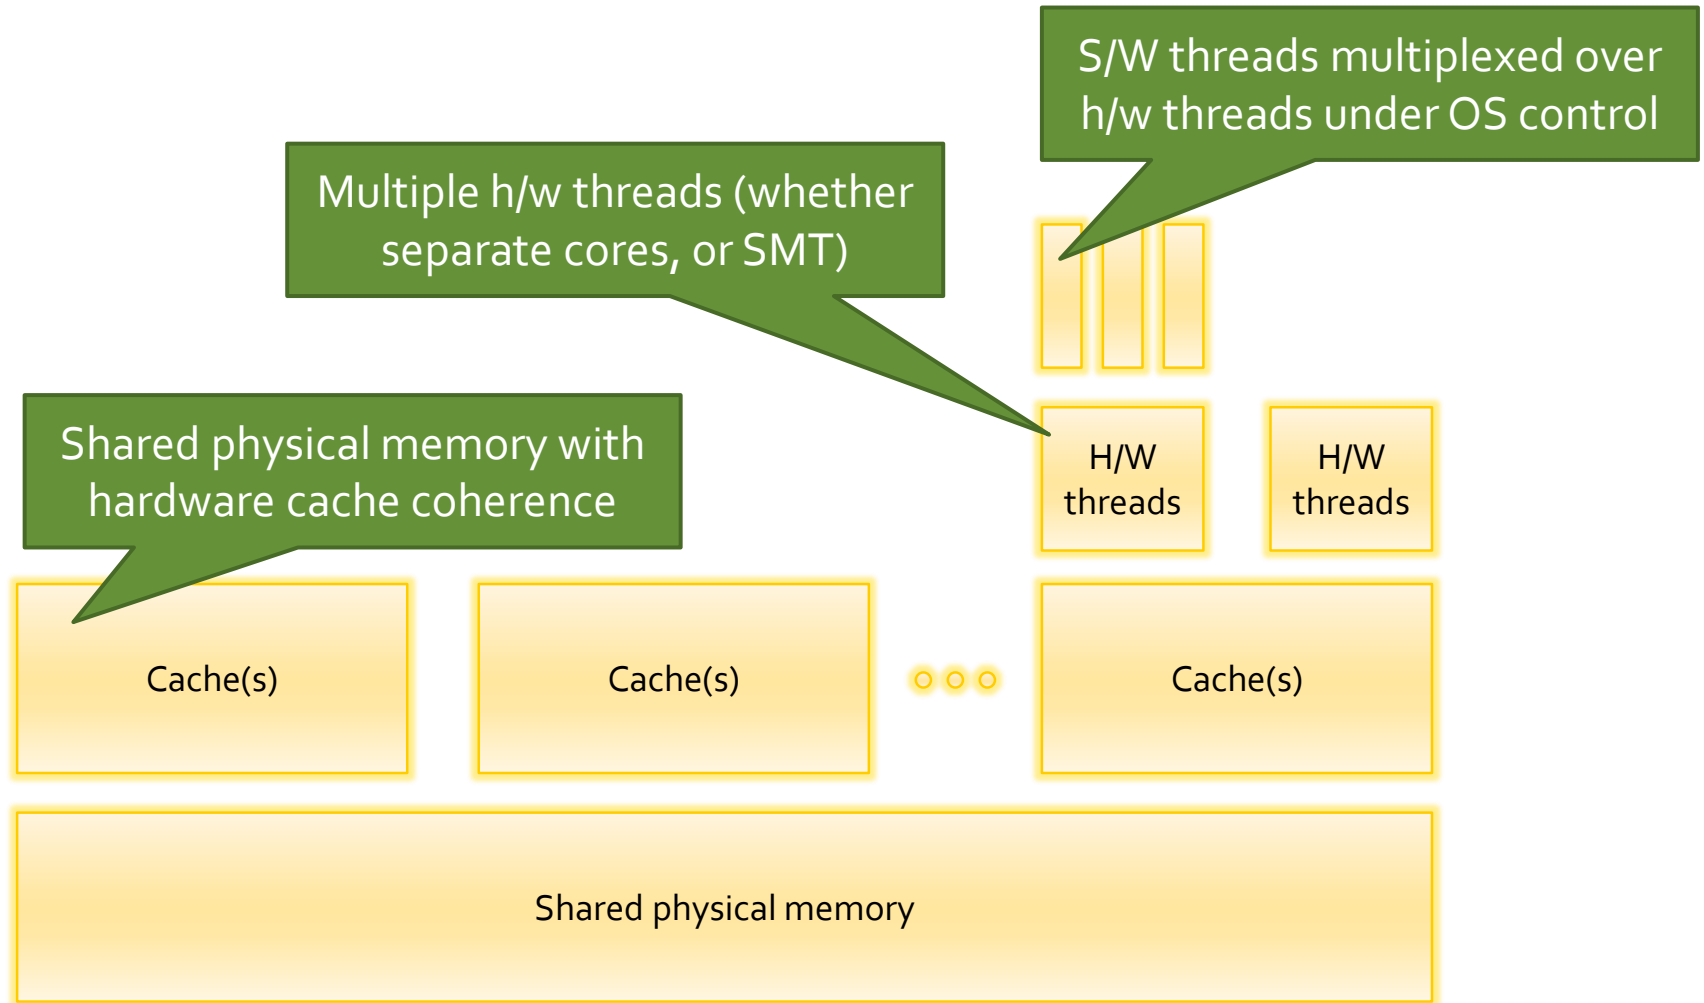 S/W threads multiplexed over
h/w threads under OS control
Multiple h/w threads (whether
separate cores, or SMT)
Shared physical memory with
hardware cache coherence
H/W
threads
H/W
threads
Cache(s)
Cache(s)
Cache(s)
Shared physical memory